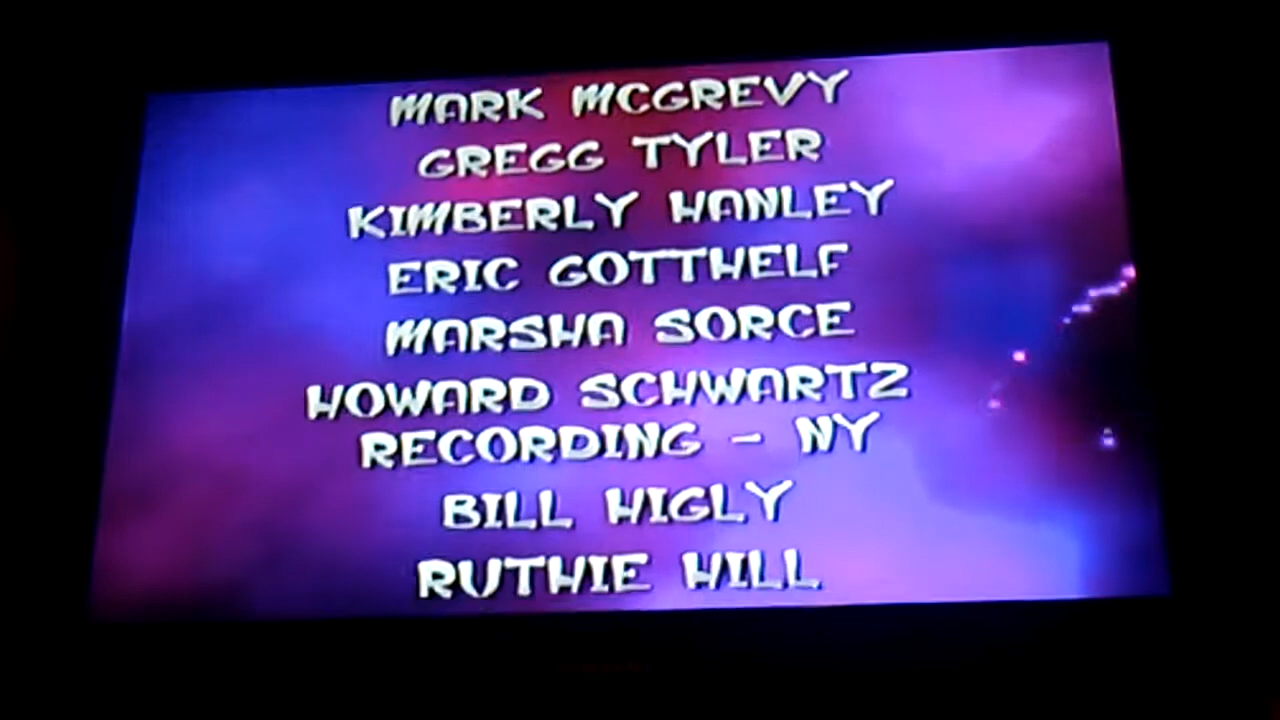 MARK MCGREVY
GREGG TYLER
KIMBERLY HANLEY
ERIC GOTTHELF
MARSHA SORCE
HOWARD SCHWARTZ
RECORDING - NY
BILL HIGLY
RUTHIE HILL